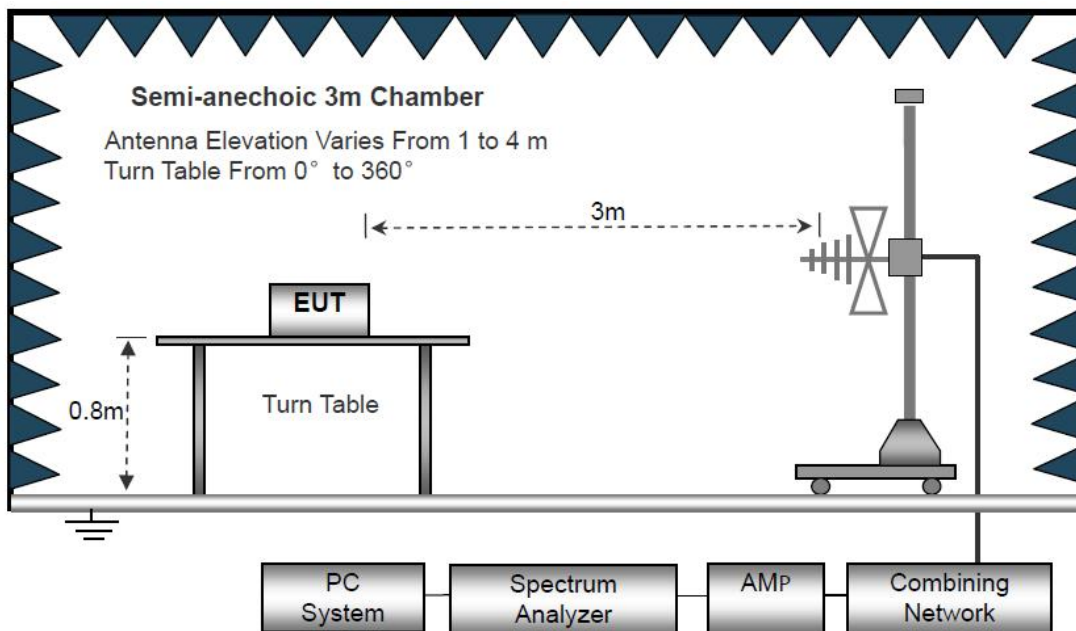 Semi-anechoic 3m Chamber
Antenna Elevation Varies From 1 to 4 m
Turn Table From 0° to 360°
3m
EUT
0.8m
Turn Table
PC
System
Spectrum
Analyzer
AMP
Combining
Network